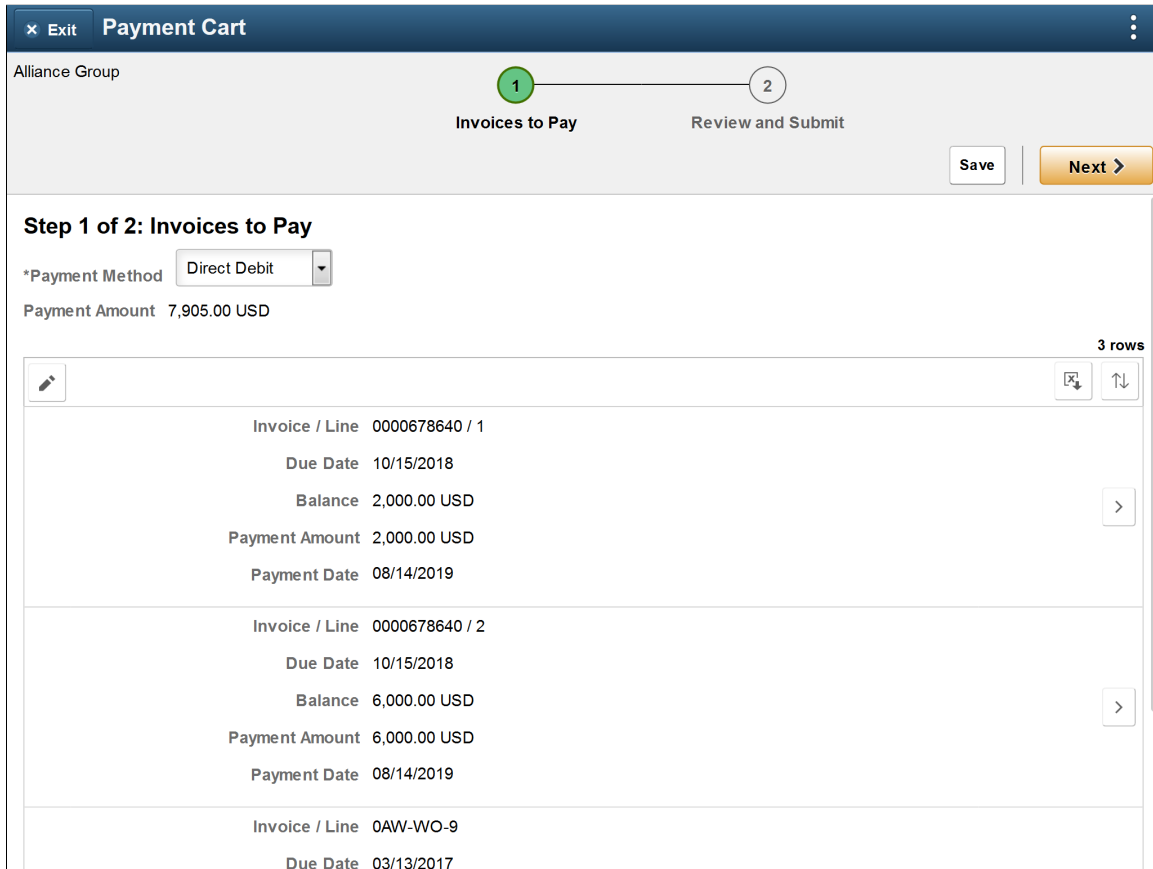 × Exit Payment Cart
Alliance Group
1 2
Invoices to Pay Review and Submit
Save Next
Step 1 of 2: Invoices to Pay
*Payment Method Direct Debit
Payment Amount 7,905.00 USD
3 rows
Invoice / Line 0000678640 / 1
Due Date 10/15/2018
Balance 2,000.00 USD
Payment Amount 2,000.00 USD
Payment Date 08/14/2019
Invoice / Line 0000678640 / 2
Due Date 10/15/2018
Balance 6,000.00 USD
Payment Amount 6,000.00 USD
Payment Date 08/14/2019
Invoice / Line 0AW-WO-9
Due Date 03/13/2017